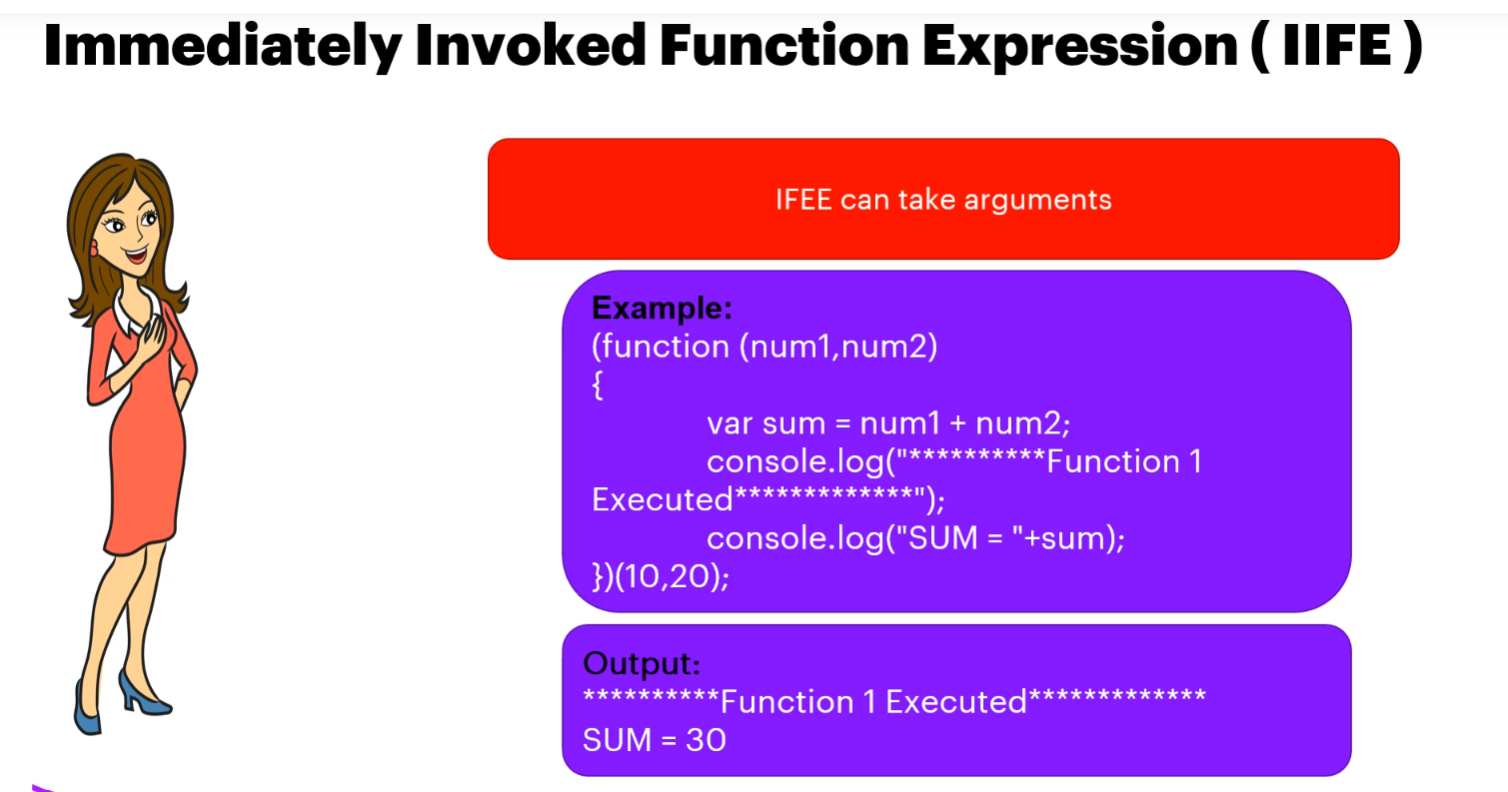 Immediately Invoked Function Expression ( IIFE )
IFEE can take arguments
Example:
(function (num1,num2)
{
var sum = num1 + num2;
console.log("**********Function 1
Executed*************");
console.log("SUM = "+sum);
})(10,20);
Output:
**********Function 1 Executed*************
SUM = 30